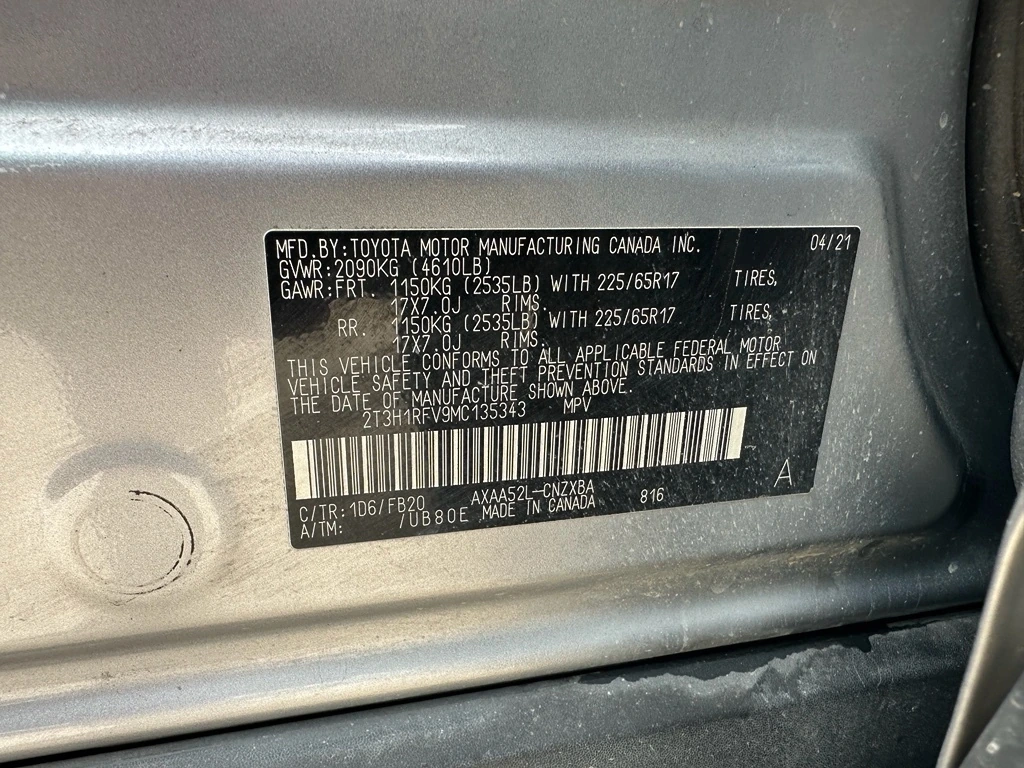 MFD.BY:TOYOTA MOTOR MANUFACTURING CANADA INC. 04/21
GVWR:2090KG (4610LB)
GAWR:FRT. 1150KG (2535LB) WITH 225/65R17 TIRES,
17X7.0J RIMS.
RR. 1150KG (2535LB) WITH 225/65R17 TIRES,
17X7.0J RIMS.
THIS VEHICLE CONFORMS TO ALL APPLICABLE FEDERAL MOTOR
VEHICLE SAFETY AND THEFT PREVENTION STANDARDS IN EFFECT ON
THE DATE OF MANUFACTURE SHOWN ABOVE.
2T3H1RFV9MC135343 MPV
C/TR:1D6/FB20 AXAA52L-CNZXBA 816 A
A/TM: /UB80E MADE IN CANADA